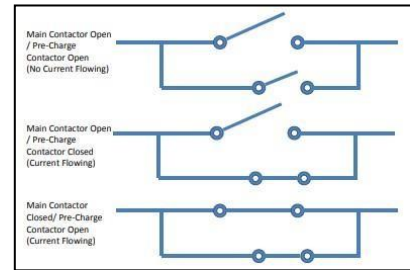 Main Contactor Open
/ Pre-Charge
Contactor Open
(No Current Flowing)
Main Contactor Open
/ Pre-Charge
Contactor Closed
(Current Flowing)
Main Contactor
Closed/ Pre-Charge
Contactor Open
(Current Flowing)